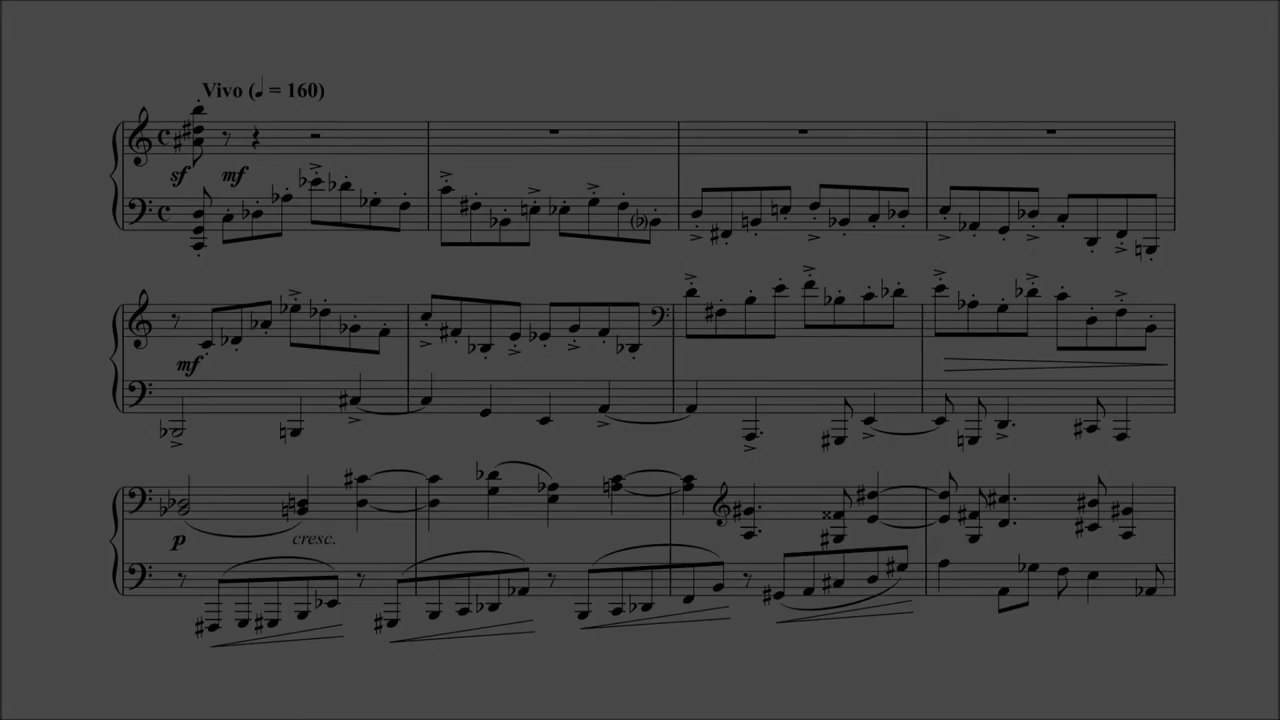 Vivo (♩ = 160)
sf mf
mf
p cresc.